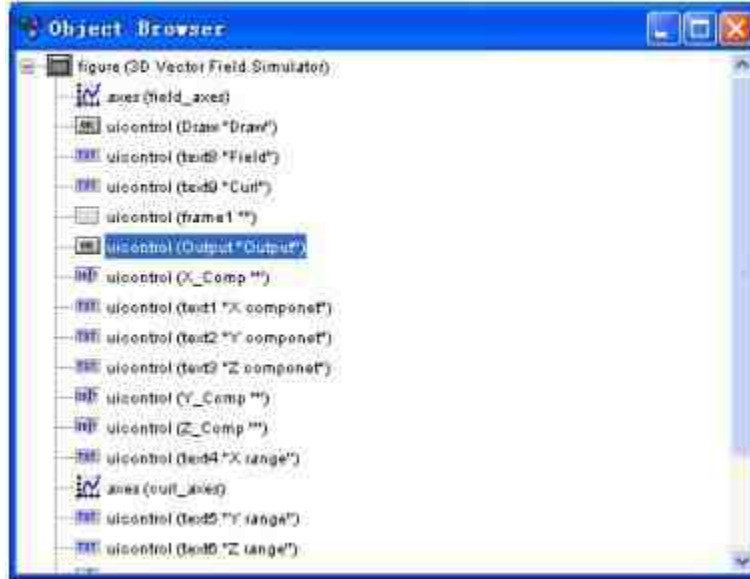 Object Browser
figure (3D Vector Field Simulator)
axes (field_axes)
uicontrol (Draw "Draw")
uicontrol (text8 "Field")
uicontrol (text9 "Curl")
uicontrol (frame1 "")
uicontrol (Output "Output")
uicontrol (X_Comp "")
uicontrol (text1 "X componet")
uicontrol (text2 "Y componet")
uicontrol (text3 "Z componet")
uicontrol (Y_Comp "")
uicontrol (Z_Comp "")
uicontrol (text4 "X range")
axes (curl_axes)
uicontrol (text5 "Y range")
uicontrol (text6 "Z range")